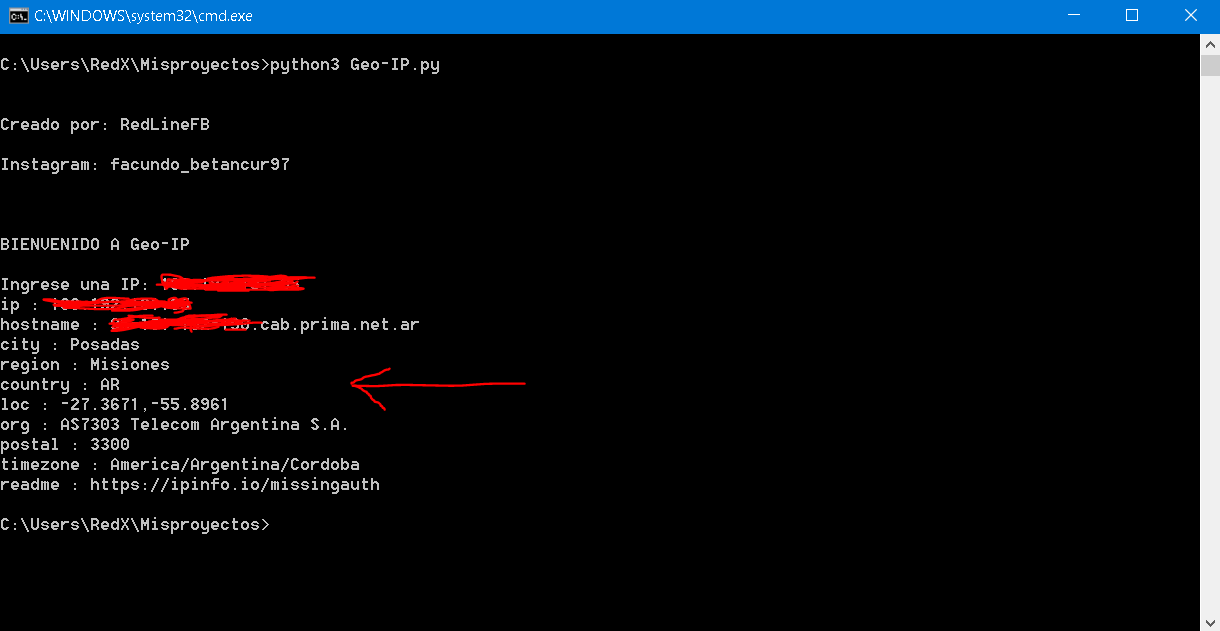 C:\WINDOWS\system32\cmd.exe
C:\Users\RedX\Misproyectos>python3 Geo-IP.py
Creado por: RedLineFB
Instagram: facundo_betancur97
BIENVENIDO A Geo-IP
Ingrese una IP:
ip :
hostname : .cab.prima.net.ar
city : Posadas
region : Misiones
country : AR
loc : -27.3671,-55.8961
org : AS7303 Telecom Argentina S.A.
postal : 3300
timezone : America/Argentina/Cordoba
readme : https://ipinfo.io/missingauth
C:\Users\RedX\Misproyectos>